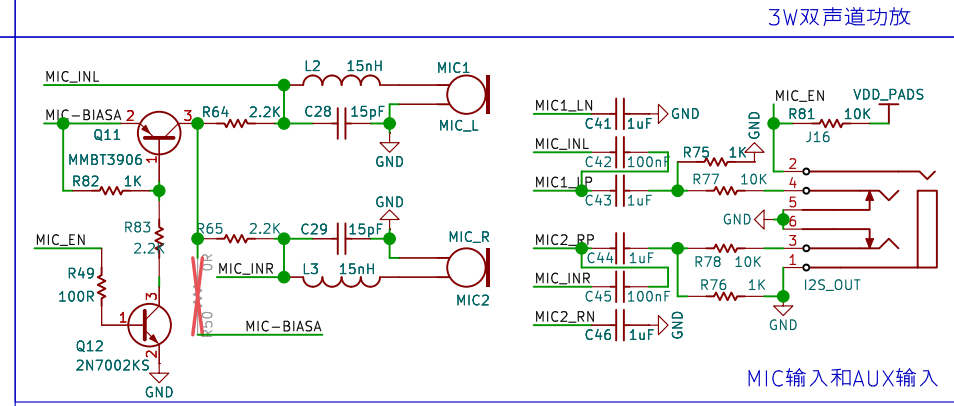 3W双声道功放
MIC_INL
L2 15nH
MIC1
MIC-BIASA
2
3
Q11
1
MMBT3906
R64 2.2K
C28 15pF
MIC_L
GND
R82 1K
R83
2.2K
MIC_EN
R49
100R
3
1
Q12
2
2N7002KS
GND
R65 2.2K
C29 15pF
GND
MIC_R
MIC_INR
L3 15nH
MIC2
0R
R50
MIC-BIASA
MIC1_LN
C41 1uF
GND
MIC_INL
C42 100nF
MIC1_LP
C43 1uF
R75 1K
GND
R77 10K
MIC_EN
VDD_PADS
R81 10K
J16
2
4
5
GND
6
3
1
MIC2_RP
C44 1uF
R78 10K
MIC_INR
C45 100nF
R76 1K
I2S_OUT
MIC2_RN
C46 1uF
GND
GND
MIC输入和AUX输入